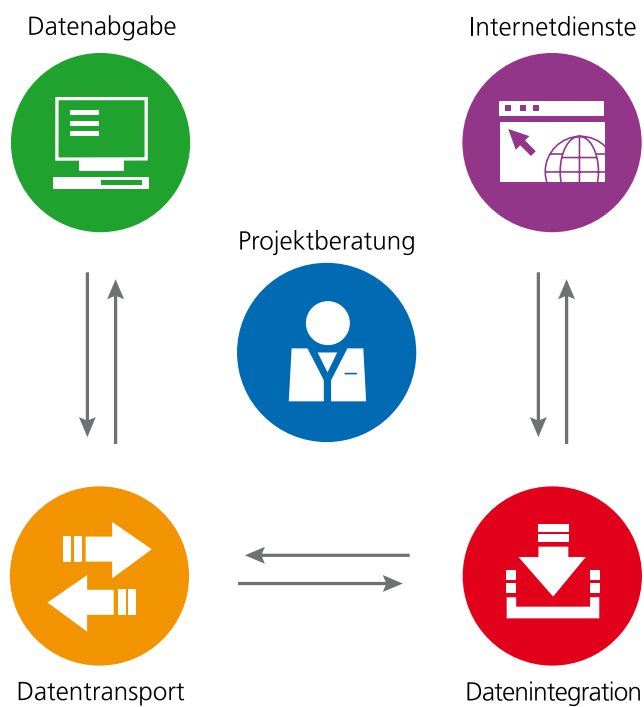 Datenabgabe
Internetdienste
Projektberatung
Datentransport
Datenintegration